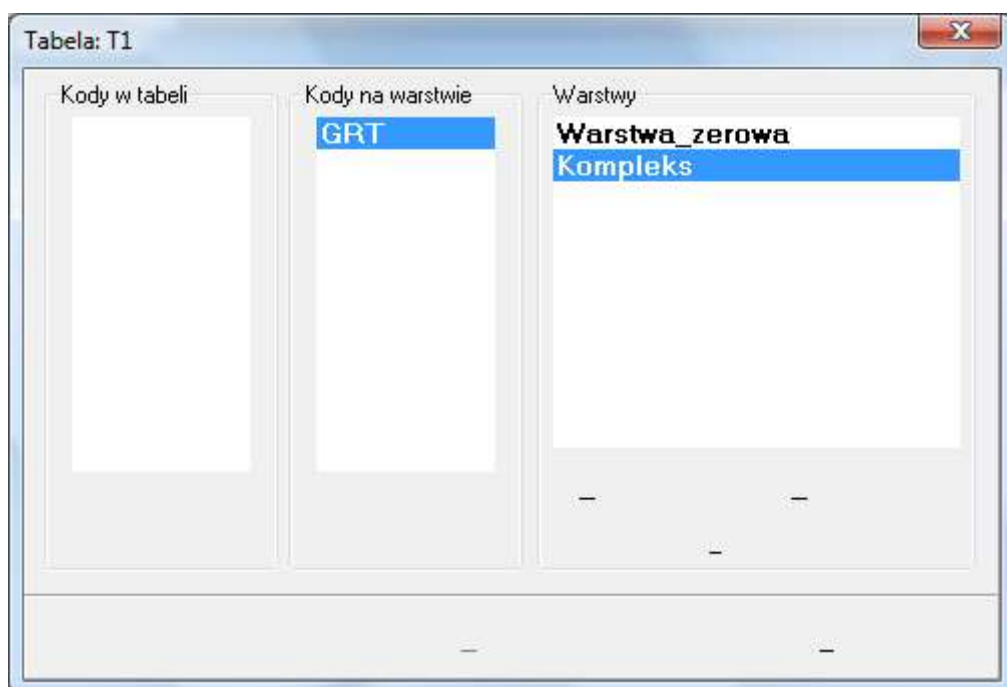 Tabela: T1
Kody w tabeli
Kody na warstwie
GRT
Warstwy
Warstwa_zerowa
Kompleks